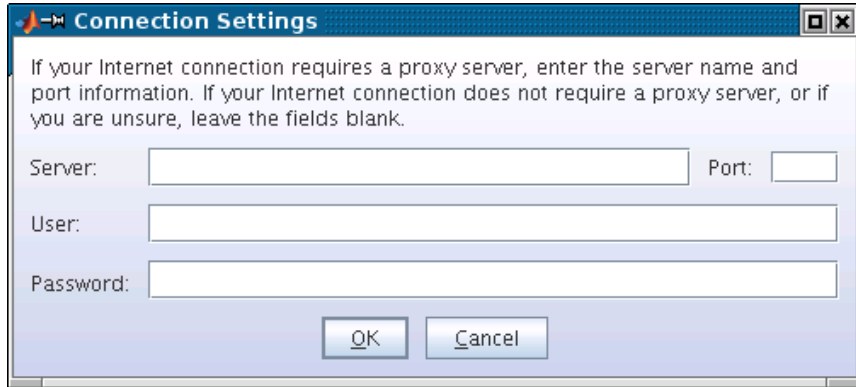 Connection Settings
If your Internet connection requires a proxy server, enter the server name and
port information. If your Internet connection does not require a proxy server, or if
you are unsure, leave the fields blank.
Server: Port:
User:
Password:
OK Cancel